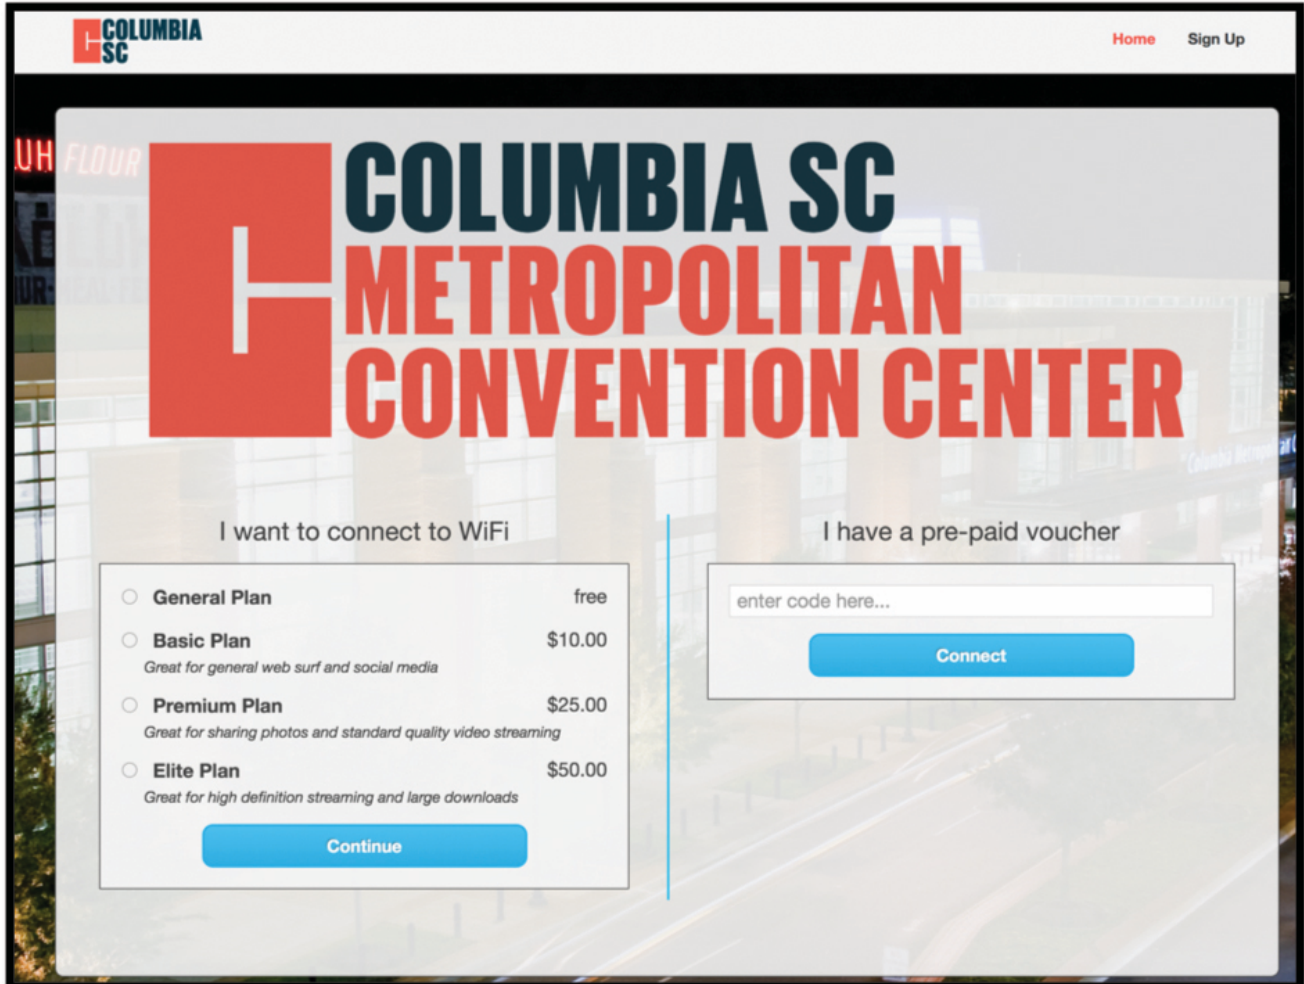 COLUMBIA
SC
Home Sign Up
FLOUR
COLUMBIA SC
METROPOLITAN
CONVENTION CENTER
I want to connect to WiFi
General Plan free
Basic Plan $10.00
Great for general web surf and social media
Premium Plan $25.00
Great for sharing photos and standard quality video streaming
Elite Plan $50.00
Great for high definition streaming and large downloads
Continue
I have a pre-paid voucher
enter code here...
Connect
Columbia Metropolitan